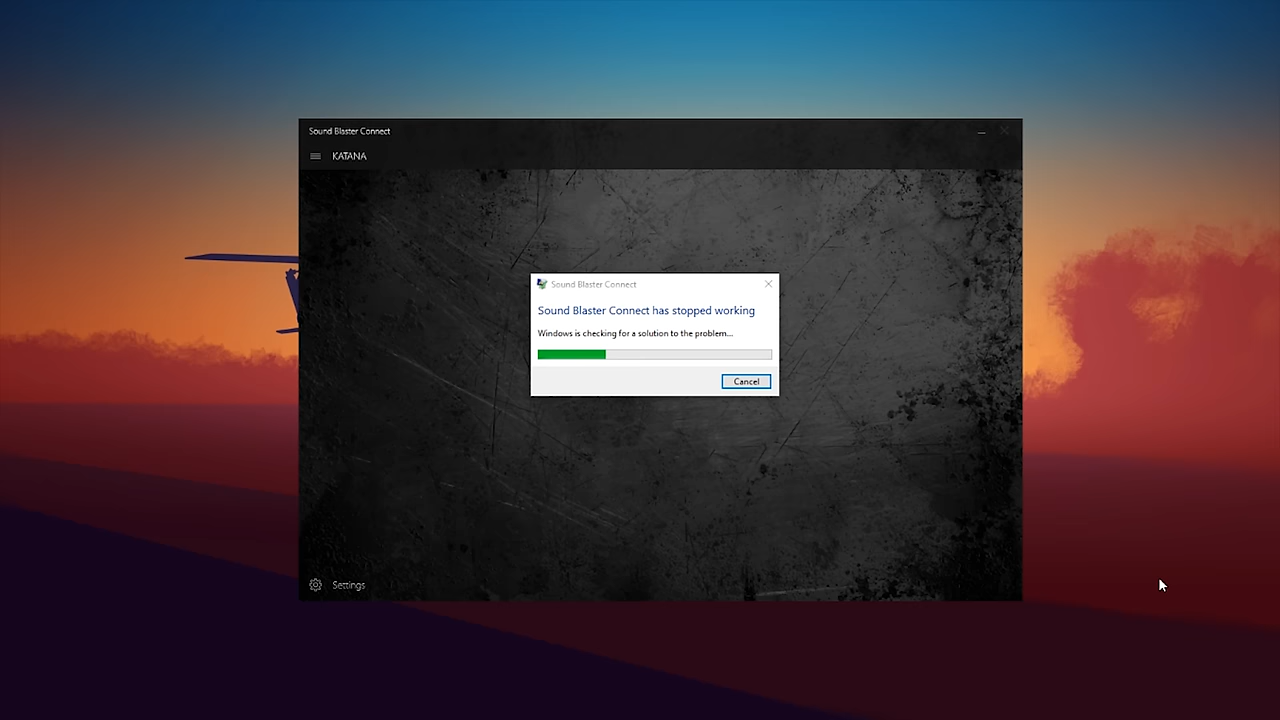 Sound Blaster Connect
KATANA
Sound Blaster Connect
Sound Blaster Connect has stopped working
Windows is checking for a solution to the problem...
Cancel
Settings